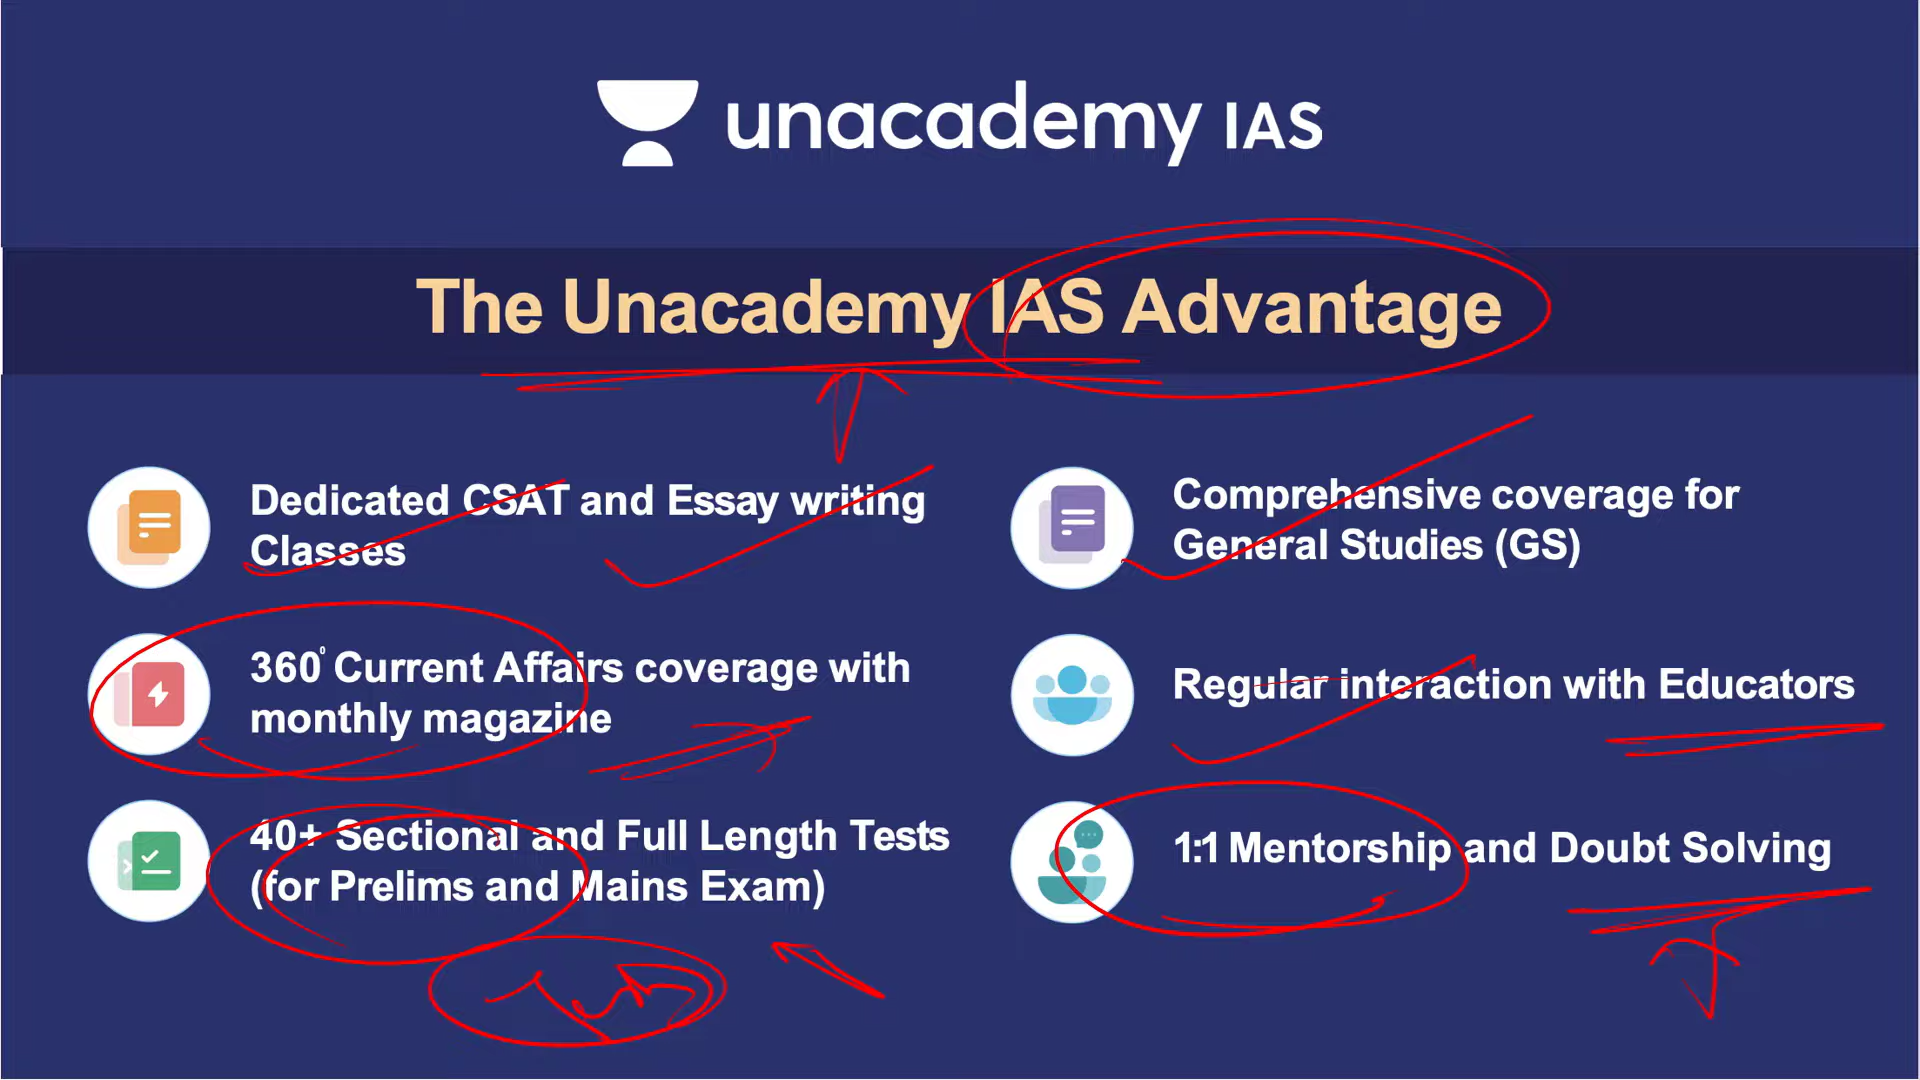 unacademy IAS
The Unacademy IAS Advantage
Dedicated CSAT and Essay writing
Classes
Comprehensive coverage for
General Studies (GS)
360° Current Affairs coverage with
monthly magazine
Regular interaction with Educators
40+ Sectional and Full Length Tests
(for Prelims and Mains Exam)
1:1 Mentorship and Doubt Solving